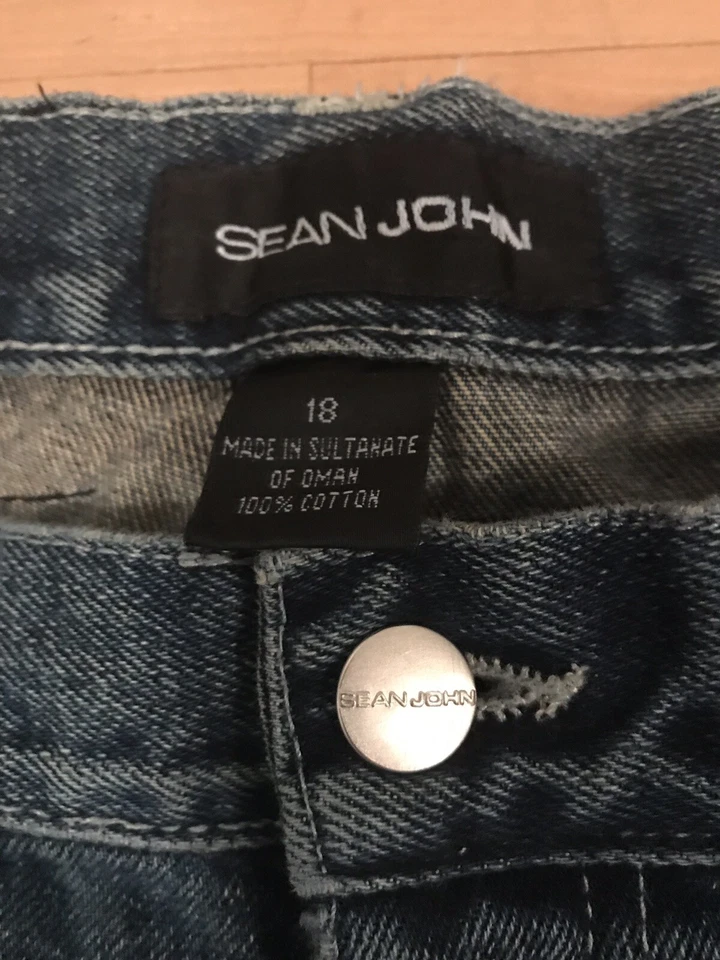 SEAN JOHN
18
MADE IN SULTANATE
OF OMAN
100% COTTON
SEAN JOHN